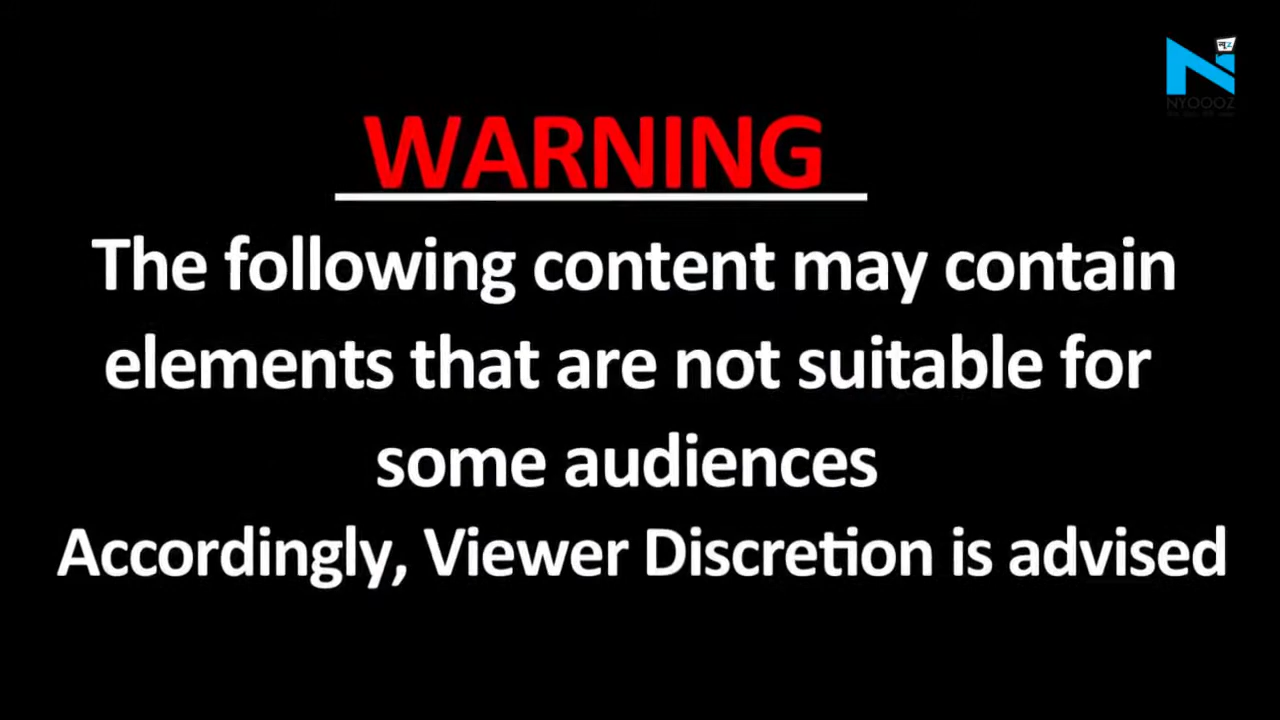 NYOOOZ
WARNING
The following content may contain
elements that are not suitable for
some audiences
Accordingly, Viewer Discretion is advised